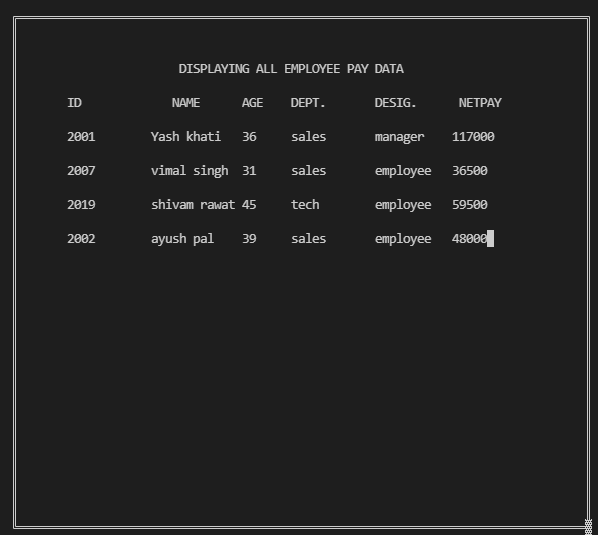 DISPLAYING ALL EMPLOYEE PAY DATA
ID NAME AGE DEPT. DESIG. NETPAY
2001 Yash khati 36 sales manager 117000
2007 vimal singh 31 sales employee 36500
2019 shivam rawat 45 tech employee 59500
2002 ayush pal 39 sales employee 48000